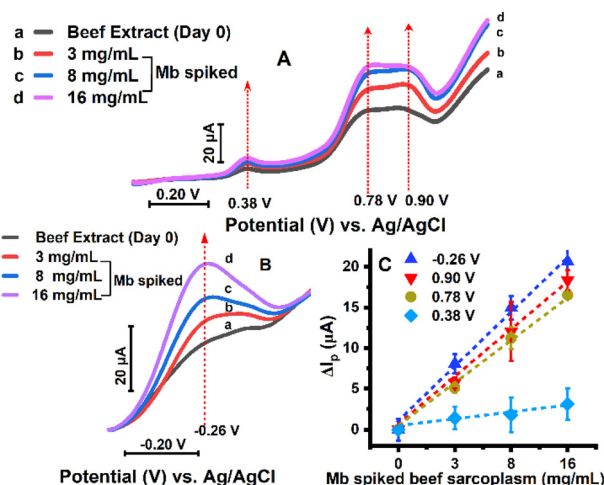 a Beef Extract (Day 0)
b 3 mg/mL
c 8 mg/mL
d 16 mg/mL
Mb spiked
A
d
c
b
a
20 µA
0.20 V
0.38 V
0.78 V
0.90 V
Potential (V) vs. Ag/AgCl
Beef Extract (Day 0)
3 mg/mL
8 mg/mL
16 mg/mL
Mb spiked
B
d
c
b
a
20 µA
-0.20 V
-0.26 V
Potential (V) vs. Ag/AgCl
C
-0.26 V
0.90 V
0.78 V
0.38 V
ΔIp (µA)
20
15
10
5
0
0 3 8 16
Mb spiked beef sarcoplasm (mg/mL)